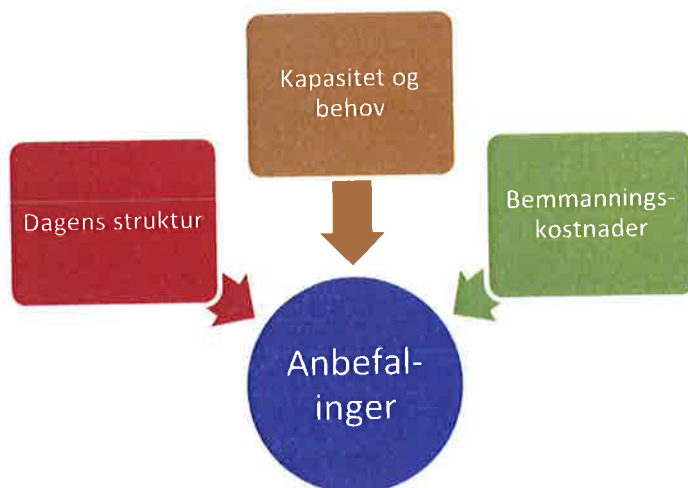 Kapasitet og
behov
Dagens struktur
Bemmannings-
kostnader
Anbefal-
inger